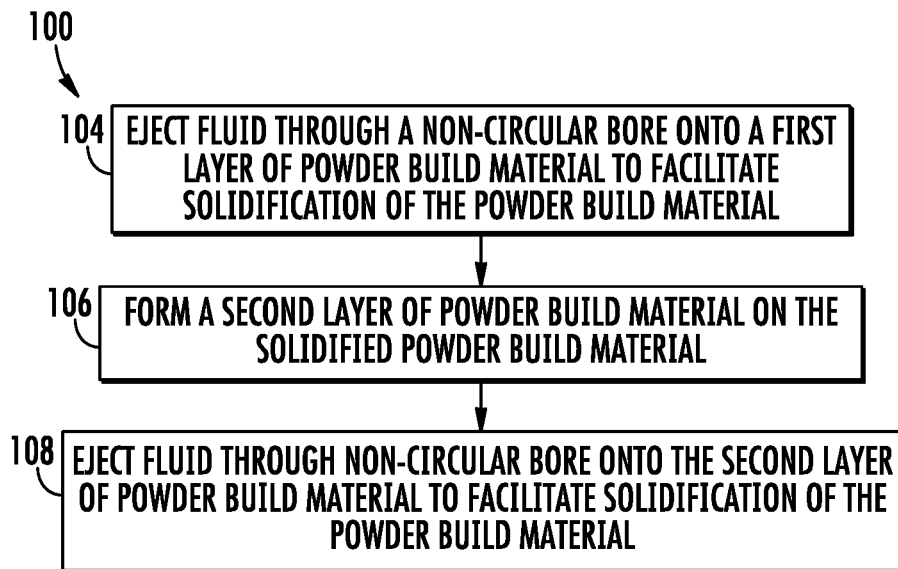 100
104
EJECT FLUID THROUGH A NON-CIRCULAR BORE ONTO A FIRST
LAYER OF POWDER BUILD MATERIAL TO FACILITATE
SOLIDIFICATION OF THE POWDER BUILD MATERIAL
106
FORM A SECOND LAYER OF POWDER BUILD MATERIAL ON THE
SOLIDIFIED POWDER BUILD MATERIAL
108
EJECT FLUID THROUGH NON-CIRCULAR BORE ONTO THE SECOND LAYER
OF POWDER BUILD MATERIAL TO FACILITATE SOLIDIFICATION OF THE
POWDER BUILD MATERIAL